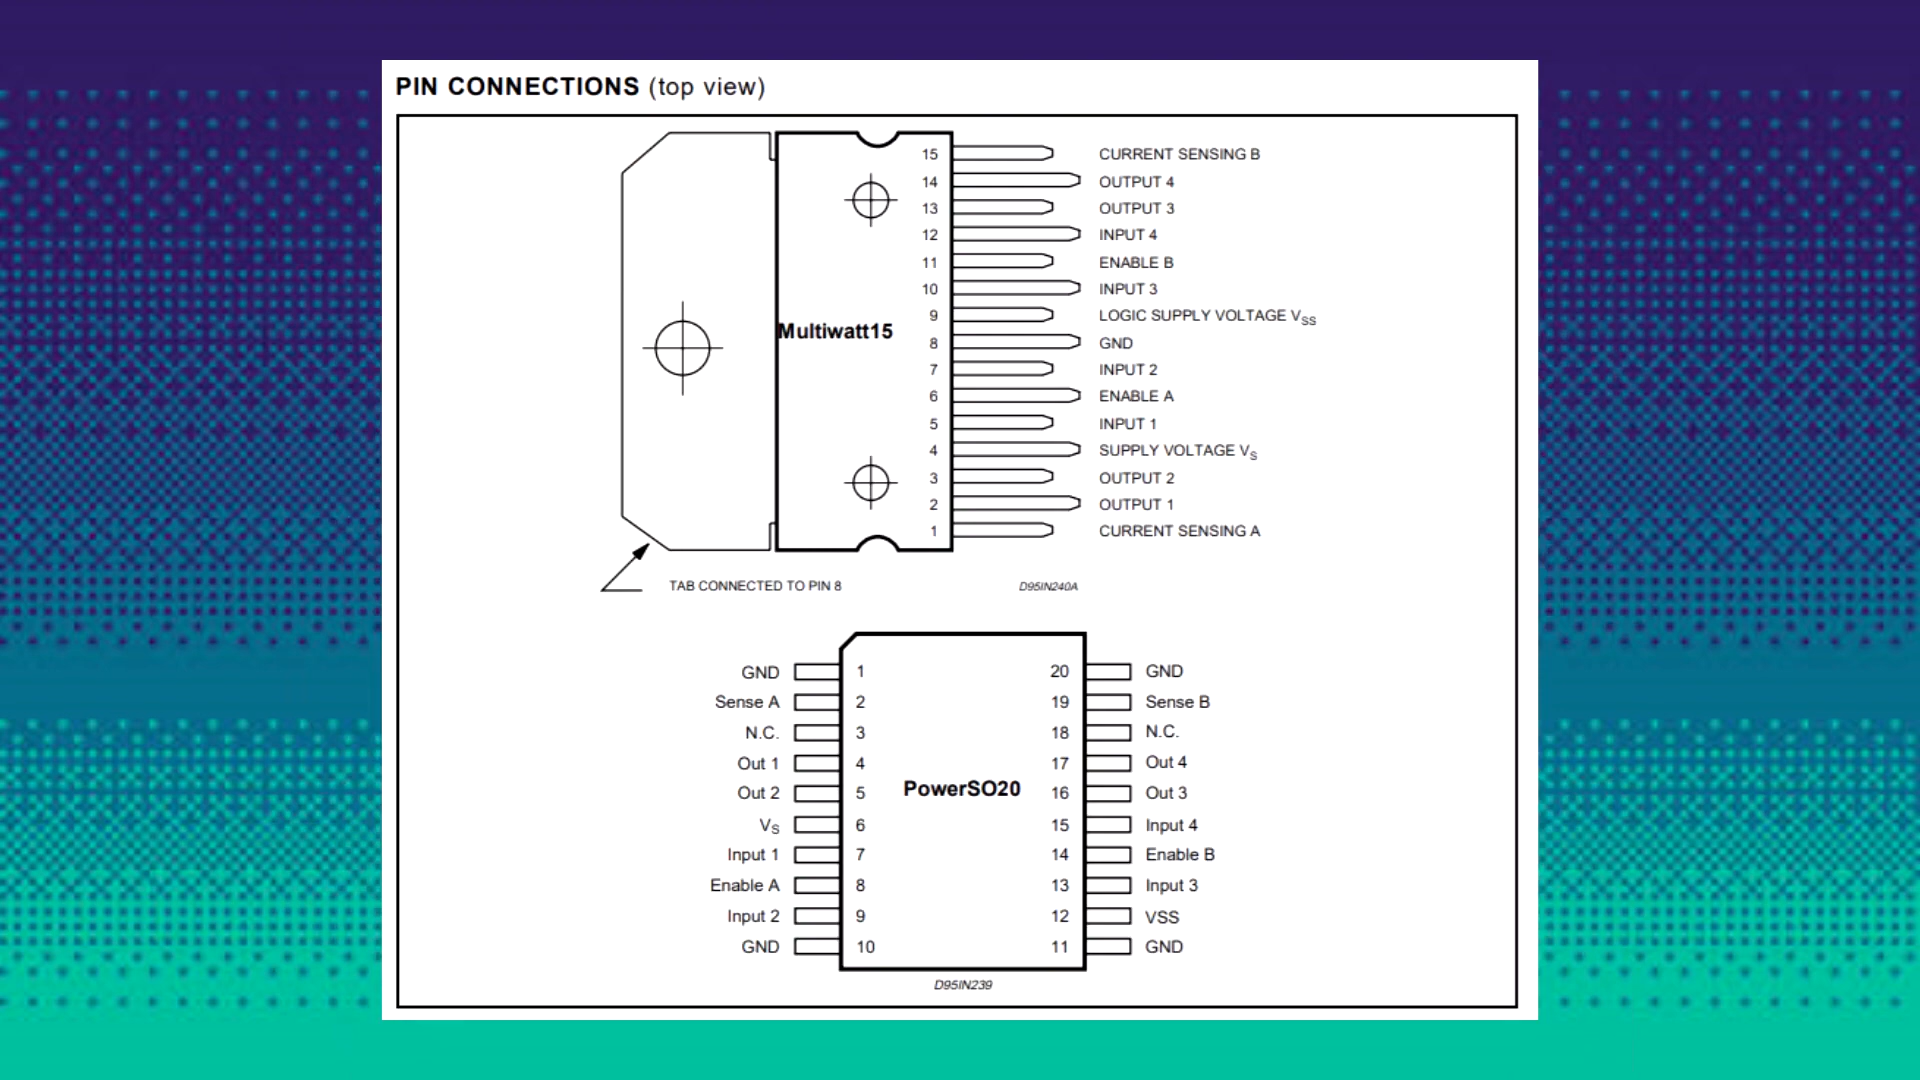 PIN CONNECTIONS (top view)
15 CURRENT SENSING B
14 OUTPUT 4
13 OUTPUT 3
12 INPUT 4
11 ENABLE B
10 INPUT 3
9 LOGIC SUPPLY VOLTAGE VSS
Multiwatt15
8 GND
7 INPUT 2
6 ENABLE A
5 INPUT 1
4 SUPPLY VOLTAGE VS
3 OUTPUT 2
2 OUTPUT 1
1 CURRENT SENSING A
TAB CONNECTED TO PIN 8 D95IN240A
GND 1 20 GND
Sense A 2 19 Sense B
N.C. 3 18 N.C.
Out 1 4 17 Out 4
PowerSO20
Out 2 5 16 Out 3
VS 6 15 Input 4
Input 1 7 14 Enable B
Enable A 8 13 Input 3
Input 2 9 12 VSS
GND 10 11 GND
D95IN239